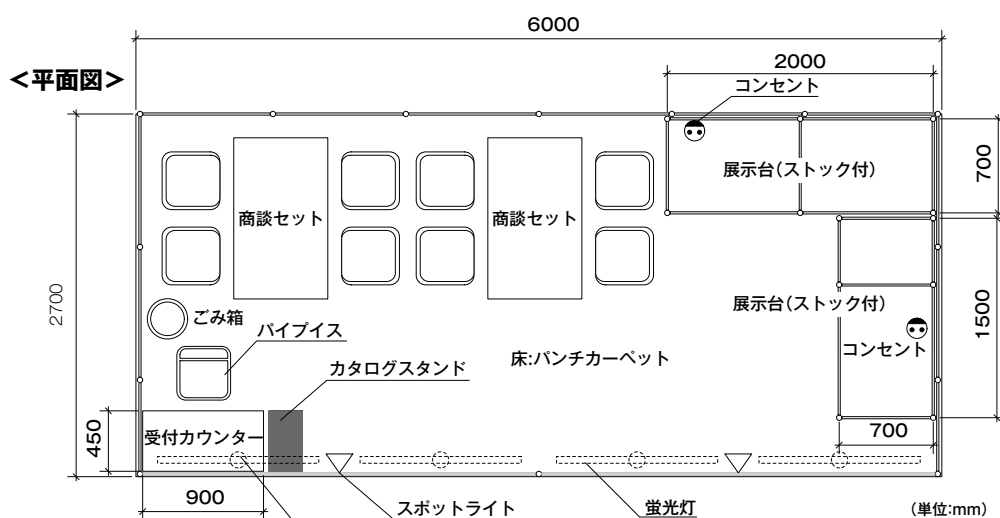 6000
＜平面図＞
2000
コンセント
展示台(ストック付)
700
商談セット
商談セット
2700
展示台(ストック付)
1500
ごみ箱
パイプイス
コンセント
カタログスタンド
床:パンチカーペット
450
受付カウンター
700
900
スポットライト
蛍光灯
(単位:mm)